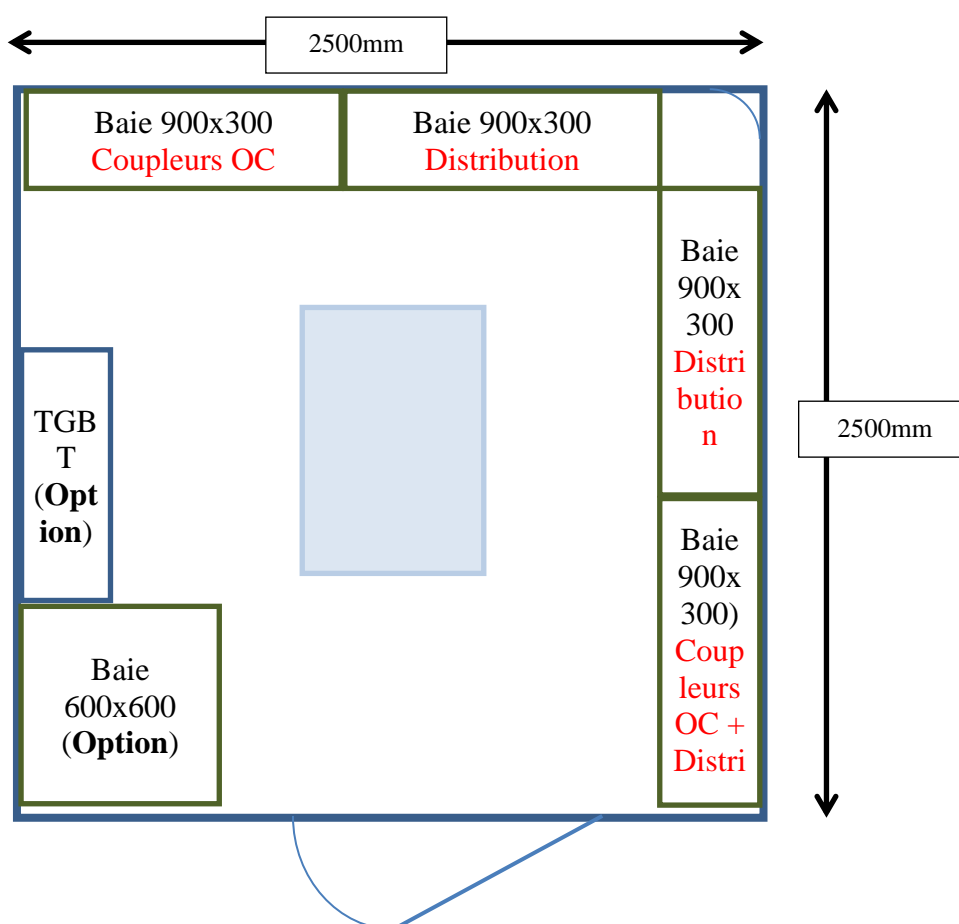 2500mm
Baie 900x300
Coupleurs OC
Baie 900x300
Distribution
Baie
900x
300
Distri
butio
n
2500mm
TGB
T
(Opt
ion)
Baie
900x
300)
Coup
leurs
OC +
Distri
Baie
600x600
(Option)